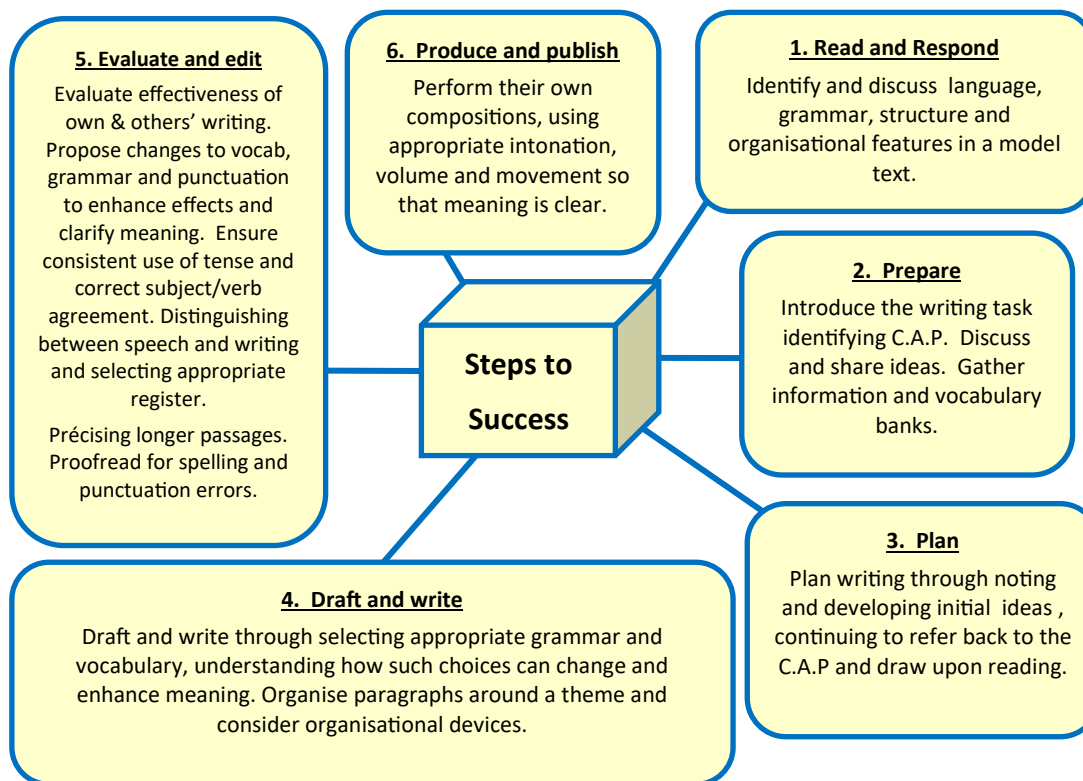 Steps to
Success
1. Read and Respond
Identify and discuss language,
grammar, structure and
organisational features in a model
text.
2. Prepare
Introduce the writing task
identifying C.A.P. Discuss
and share ideas. Gather
information and vocabulary
banks.
3. Plan
Plan writing through noting
and developing initial ideas ,
continuing to refer back to the
C.A.P and draw upon reading.
4. Draft and write
Draft and write through selecting appropriate grammar and
vocabulary, understanding how such choices can change and
enhance meaning. Organise paragraphs around a theme and
consider organisational devices.
5. Evaluate and edit
Evaluate effectiveness of
own & others’ writing.
Propose changes to vocab,
grammar and punctuation
to enhance effects and
clarify meaning. Ensure
consistent use of tense and
correct subject/verb
agreement. Distinguishing
between speech and writing
and selecting appropriate
register.
Précising longer passages.
Proofread for spelling and
punctuation errors.
6. Produce and publish
Perform their own
compositions, using
appropriate intonation,
volume and movement so
that meaning is clear.